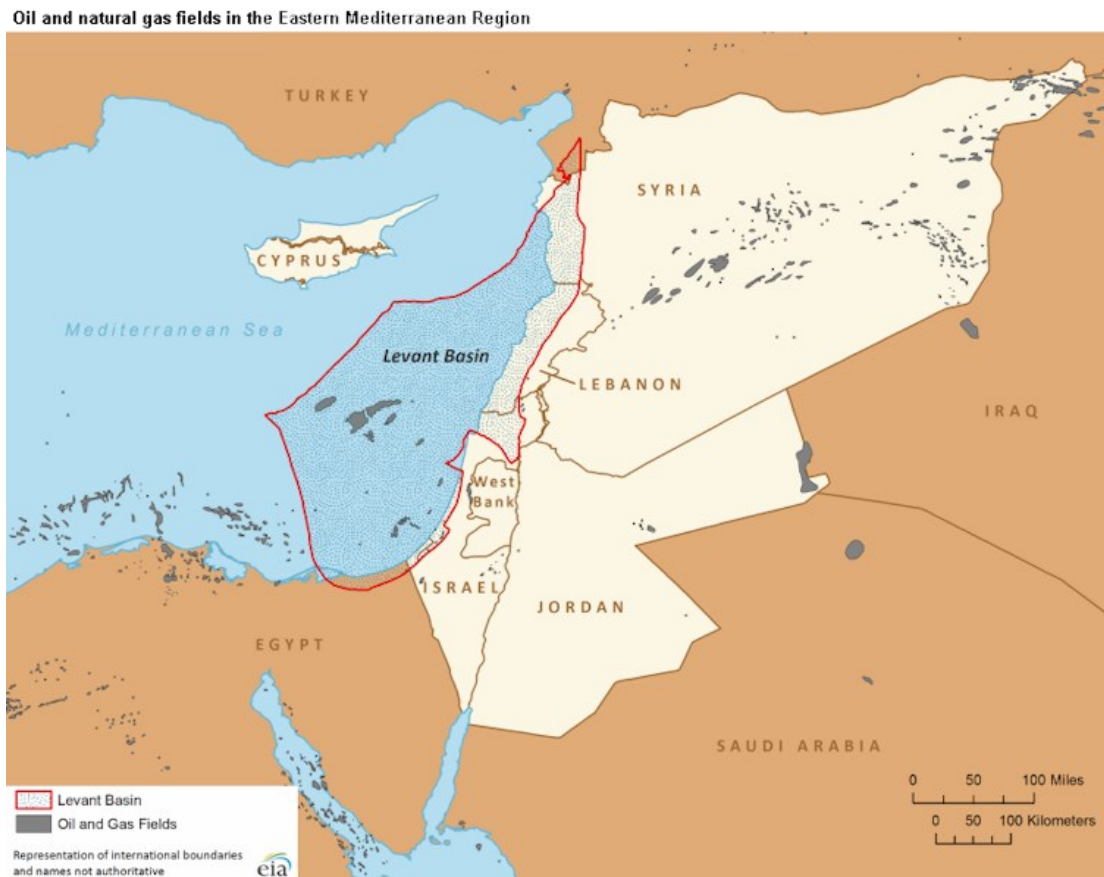 Oil and natural gas fields in the Eastern Mediterranean Region
TURKEY
SYRIA
CYPRUS
Mediterranean Sea
Levant Basin
LEBANON
IRAQ
West
Bank
ISRAEL
JORDAN
EGYPT
SAUDI ARABIA
0 50 100 Miles
0 50 100 Kilometers
Levant Basin
Oil and Gas Fields
Representation of international boundaries
and names not authoritative
eia